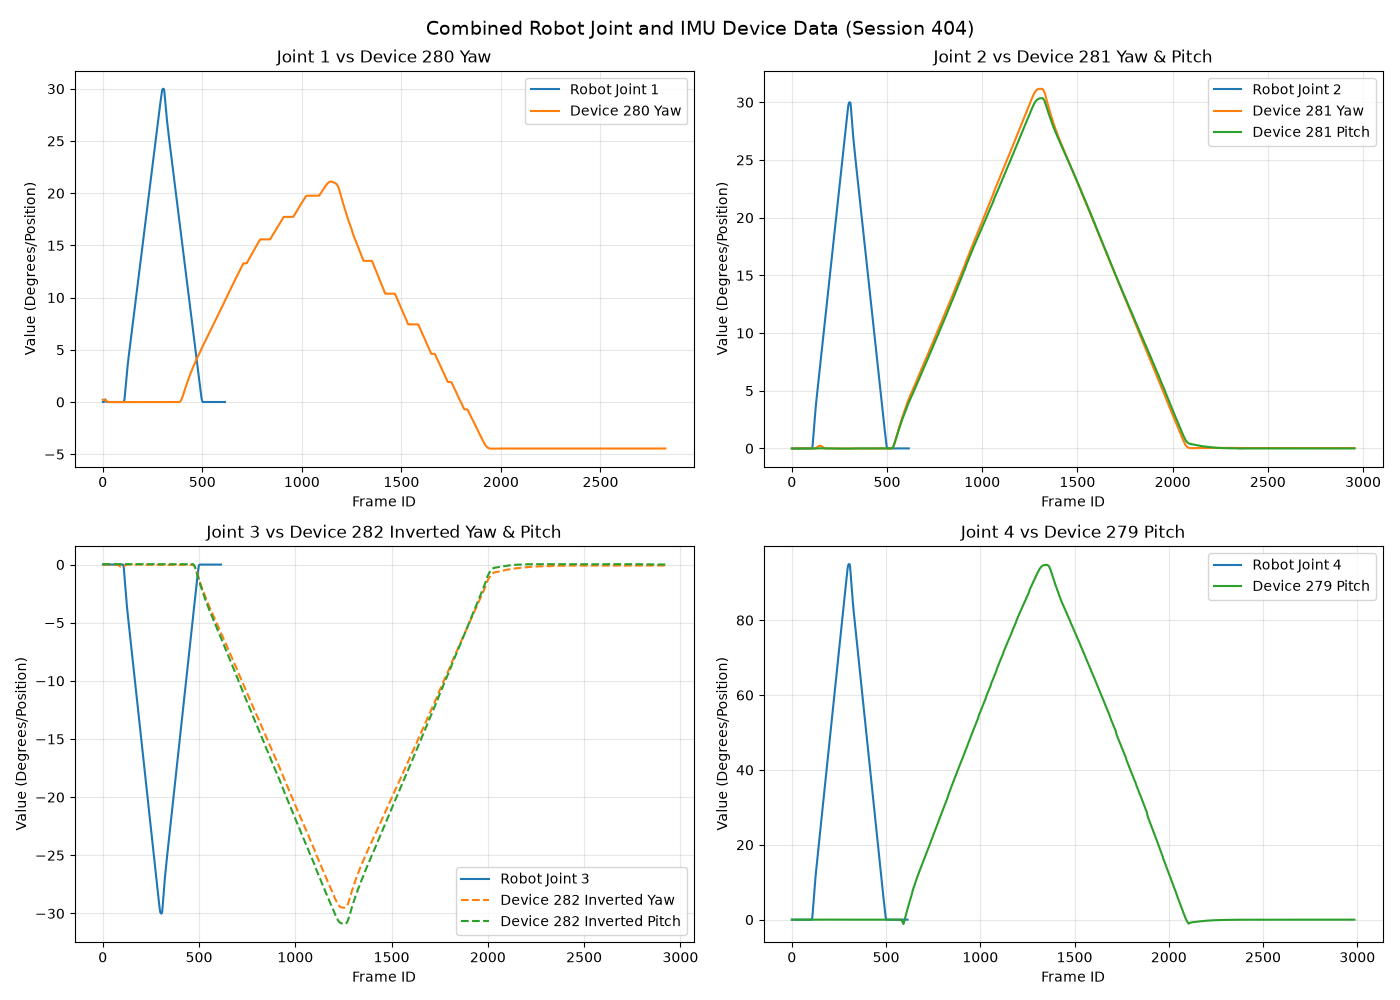 Combined Robot Joint and IMU Device Data (Session 404)
Joint 1 vs Device 280 Yaw
Value (Degrees/Position)
30
25
20
15
10
5
0
−5
0
500
1000
1500
2000
2500
Frame ID
Robot Joint 1
Device 280 Yaw
Joint 2 vs Device 281 Yaw & Pitch
Value (Degrees/Position)
30
25
20
15
10
5
0
0
500
1000
1500
2000
2500
3000
Frame ID
Robot Joint 2
Device 281 Yaw
Device 281 Pitch
Joint 3 vs Device 282 Inverted Yaw & Pitch
Value (Degrees/Position)
0
−5
−10
−15
−20
−25
−30
0
500
1000
1500
2000
2500
3000
Frame ID
Robot Joint 3
Device 282 Inverted Yaw
Device 282 Inverted Pitch
Joint 4 vs Device 279 Pitch
Value (Degrees/Position)
80
60
40
20
0
0
500
1000
1500
2000
2500
3000
Frame ID
Robot Joint 4
Device 279 Pitch